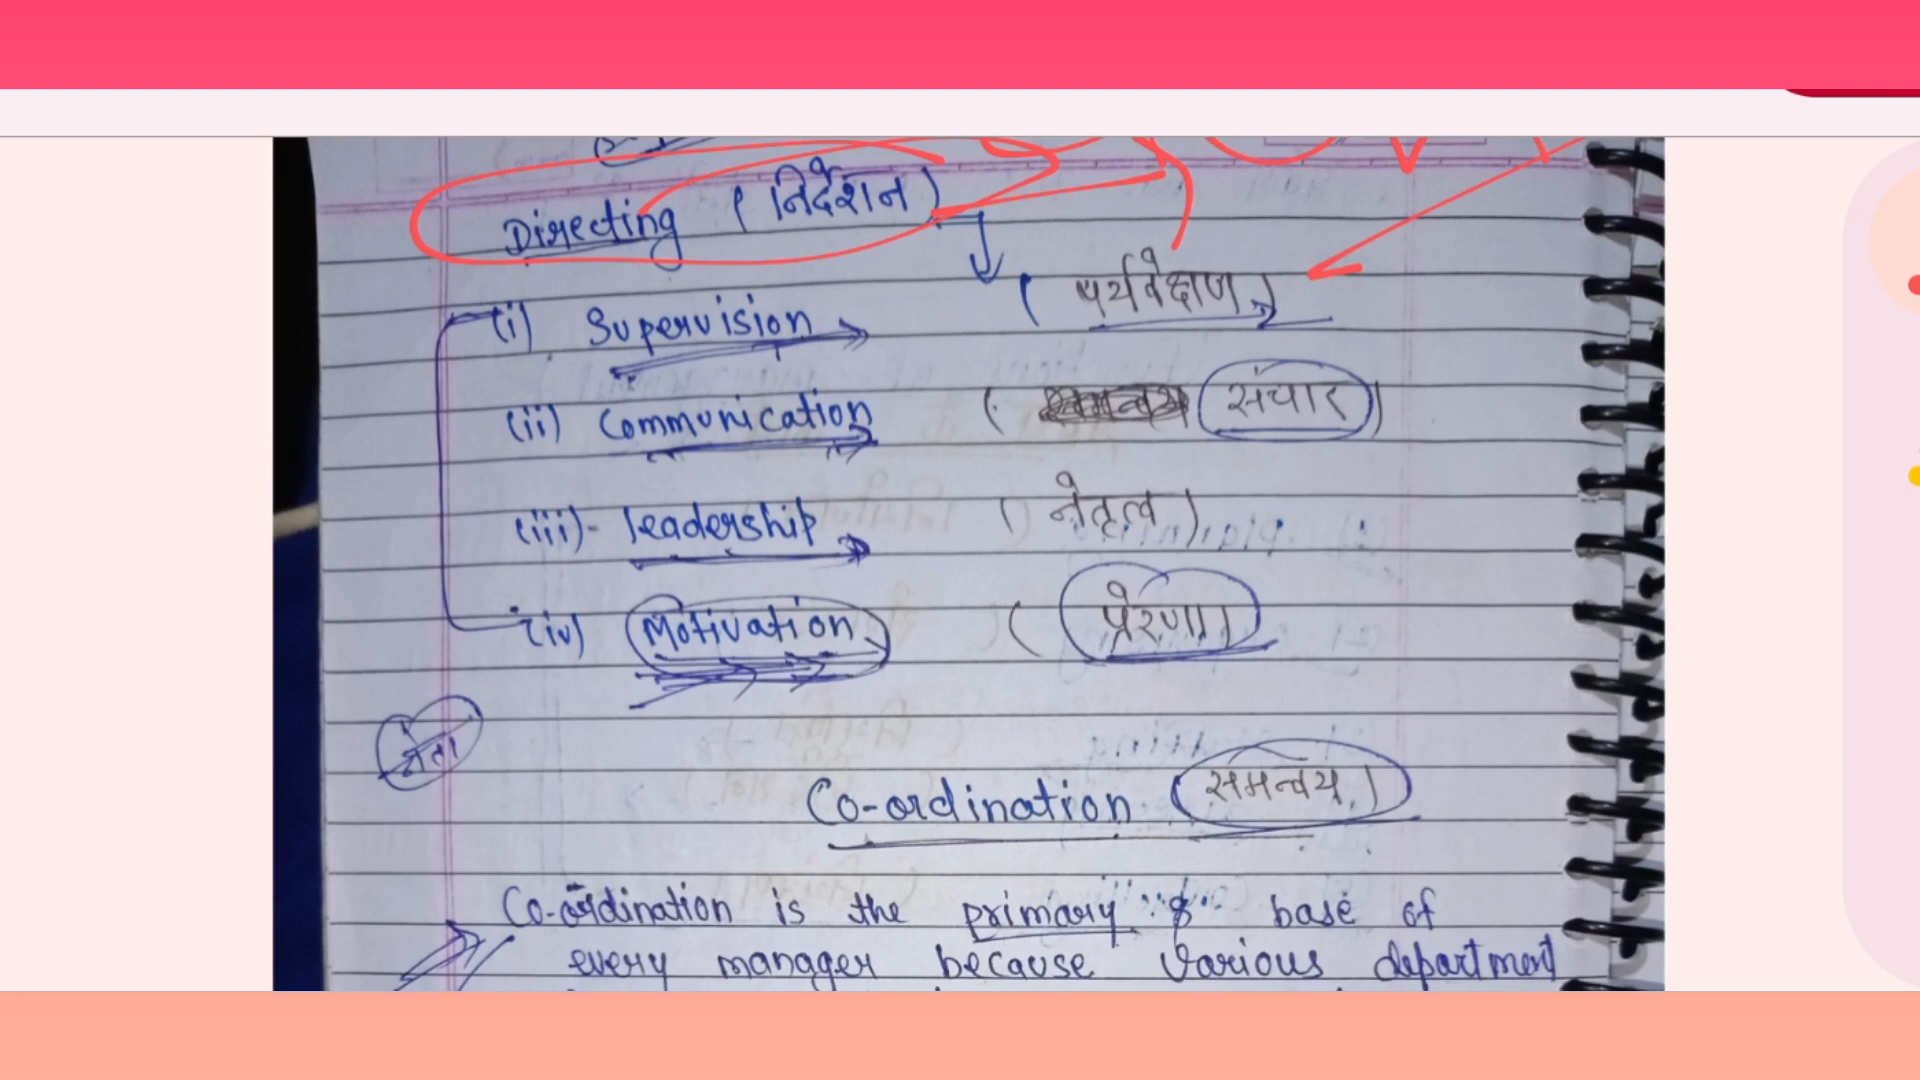 Directing (निर्देशन)
(i) Supervision (पर्यवेक्षण)
(ii) Communication (संचार)
(iii)- leadership (नेतृत्व)
(iv) Motivation (प्रेरणा)
नेता
Co-ordination (समन्वय)
Co-ordination is the primary & base of
every manager because various department